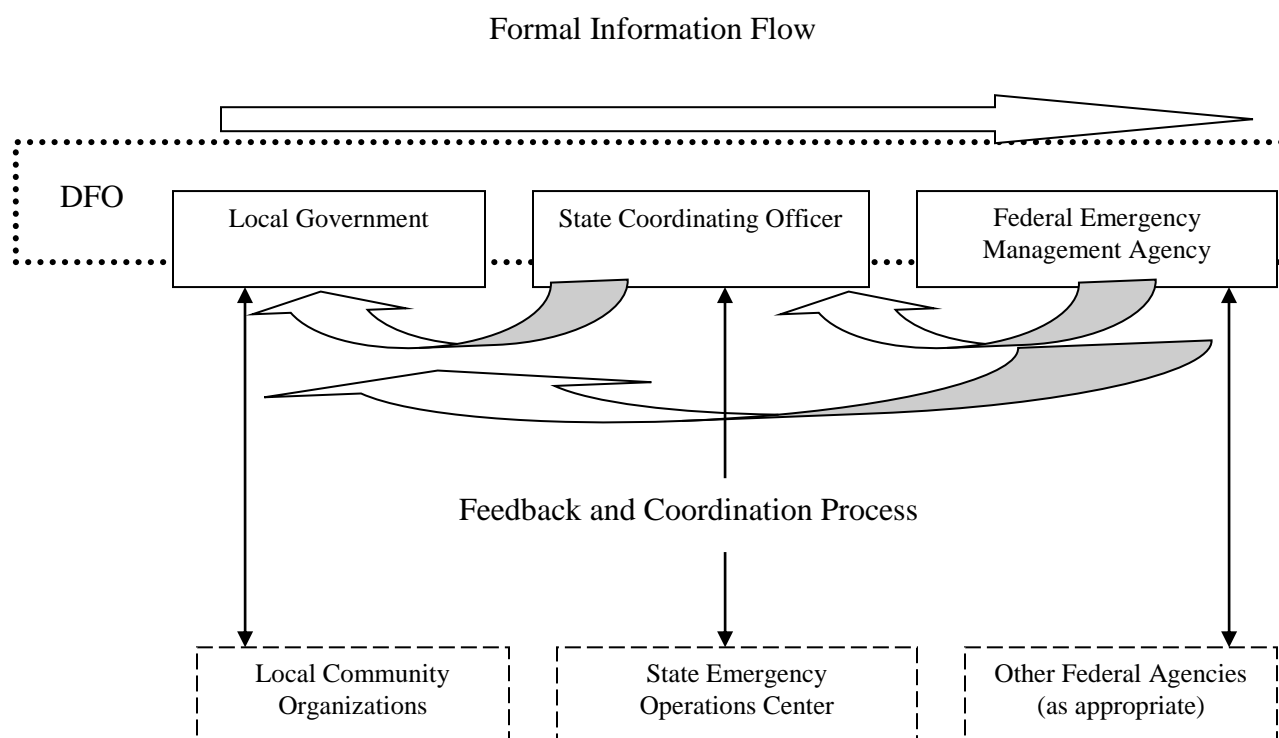 Formal Information Flow
DFO
Local Government
State Coordinating Officer
Federal Emergency
Management Agency
Feedback and Coordination Process
Local Community
Organizations
State Emergency
Operations Center
Other Federal Agencies
(as appropriate)